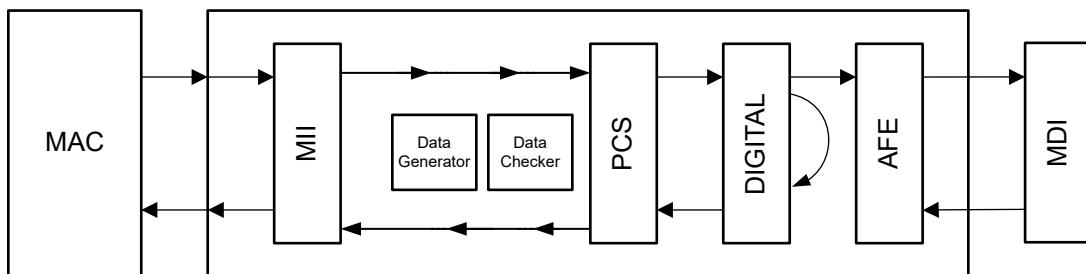 MAC
MII
Data
Generator
Data
Checker
PCS
DIGITAL
AFE
MDI